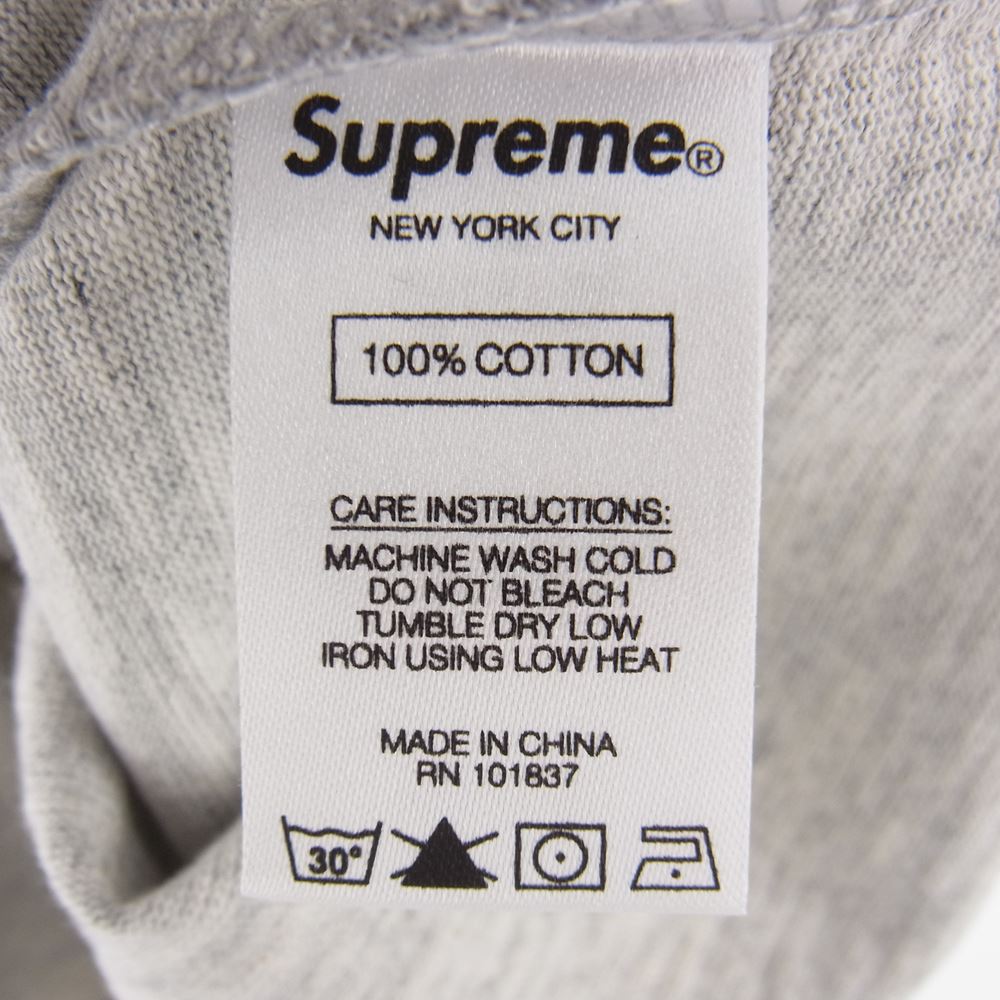 Supreme®
NEW YORK CITY
100% COTTON
CARE INSTRUCTIONS:
MACHINE WASH COLD
DO NOT BLEACH
TUMBLE DRY LOW
IRON USING LOW HEAT
MADE IN CHINA
RN 101837
30°